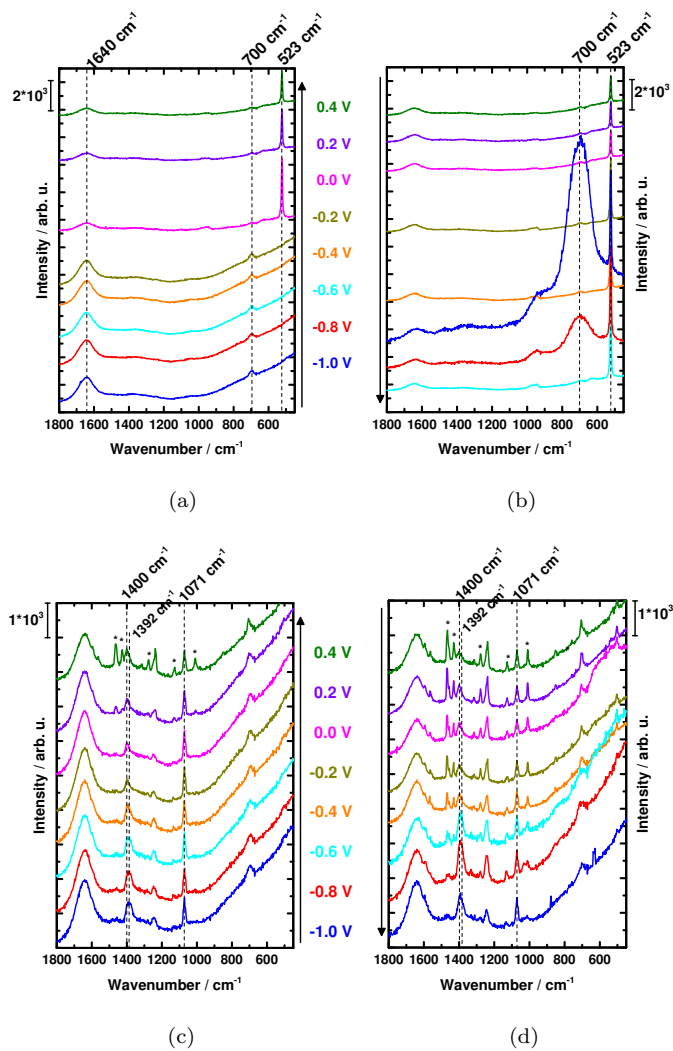 1640 cm⁻¹
700 cm⁻¹
523 cm⁻¹
2*10³
Intensity / arb. u.
0.4 V
0.2 V
0.0 V
-0.2 V
-0.4 V
-0.6 V
-0.8 V
-1.0 V
1800 1600 1400 1200 1000 800 600
Wavenumber / cm⁻¹
(a)
700 cm⁻¹
523 cm⁻¹
2*10³
Intensity / arb. u.
1800 1600 1400 1200 1000 800 600
Wavenumber / cm⁻¹
(b)
1400 cm⁻¹
1392 cm⁻¹
1071 cm⁻¹
1*10³
* * * * *
Intensity / arb. u.
0.4 V
0.2 V
0.0 V
-0.2 V
-0.4 V
-0.6 V
-0.8 V
-1.0 V
1800 1600 1400 1200 1000 800 600
Wavenumber / cm⁻¹
(c)
1400 cm⁻¹
1392 cm⁻¹
1071 cm⁻¹
1*10³
* * * * *
Intensity / arb. u.
1800 1600 1400 1200 1000 800 600
Wavenumber / cm⁻¹
(d)